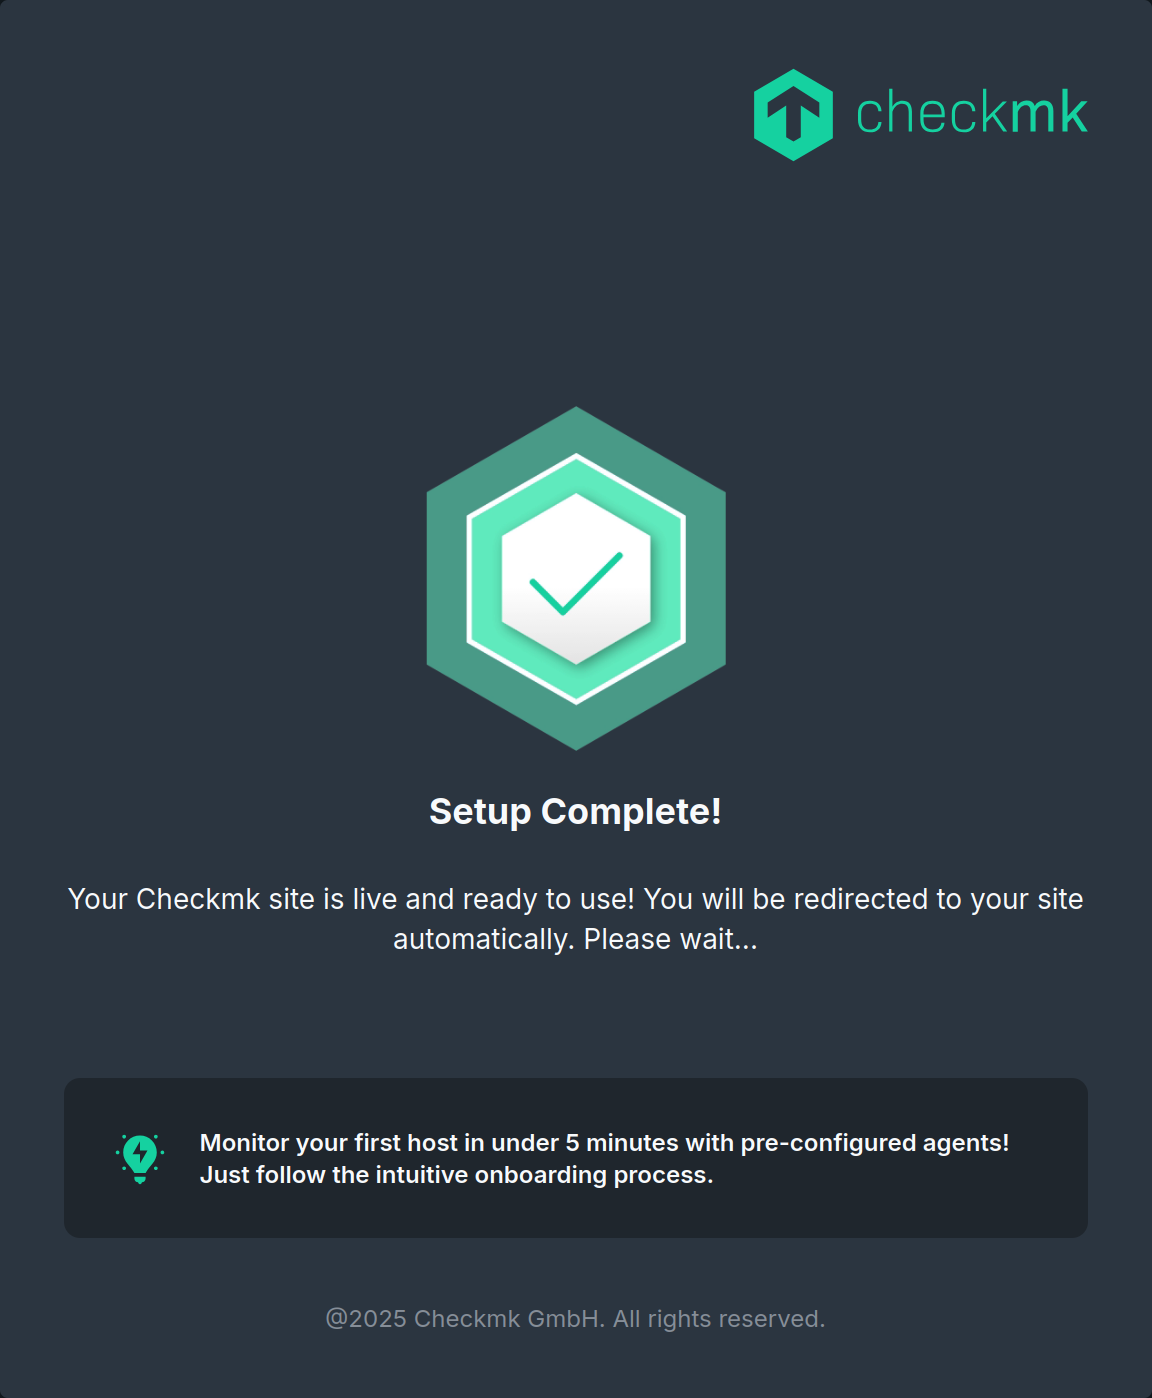 checkmk
Setup Complete!
Your Checkmk site is live and ready to use! You will be redirected to your site
automatically. Please wait...
Monitor your first host in under 5 minutes with pre-configured agents!
Just follow the intuitive onboarding process.
@2025 Checkmk GmbH. All rights reserved.